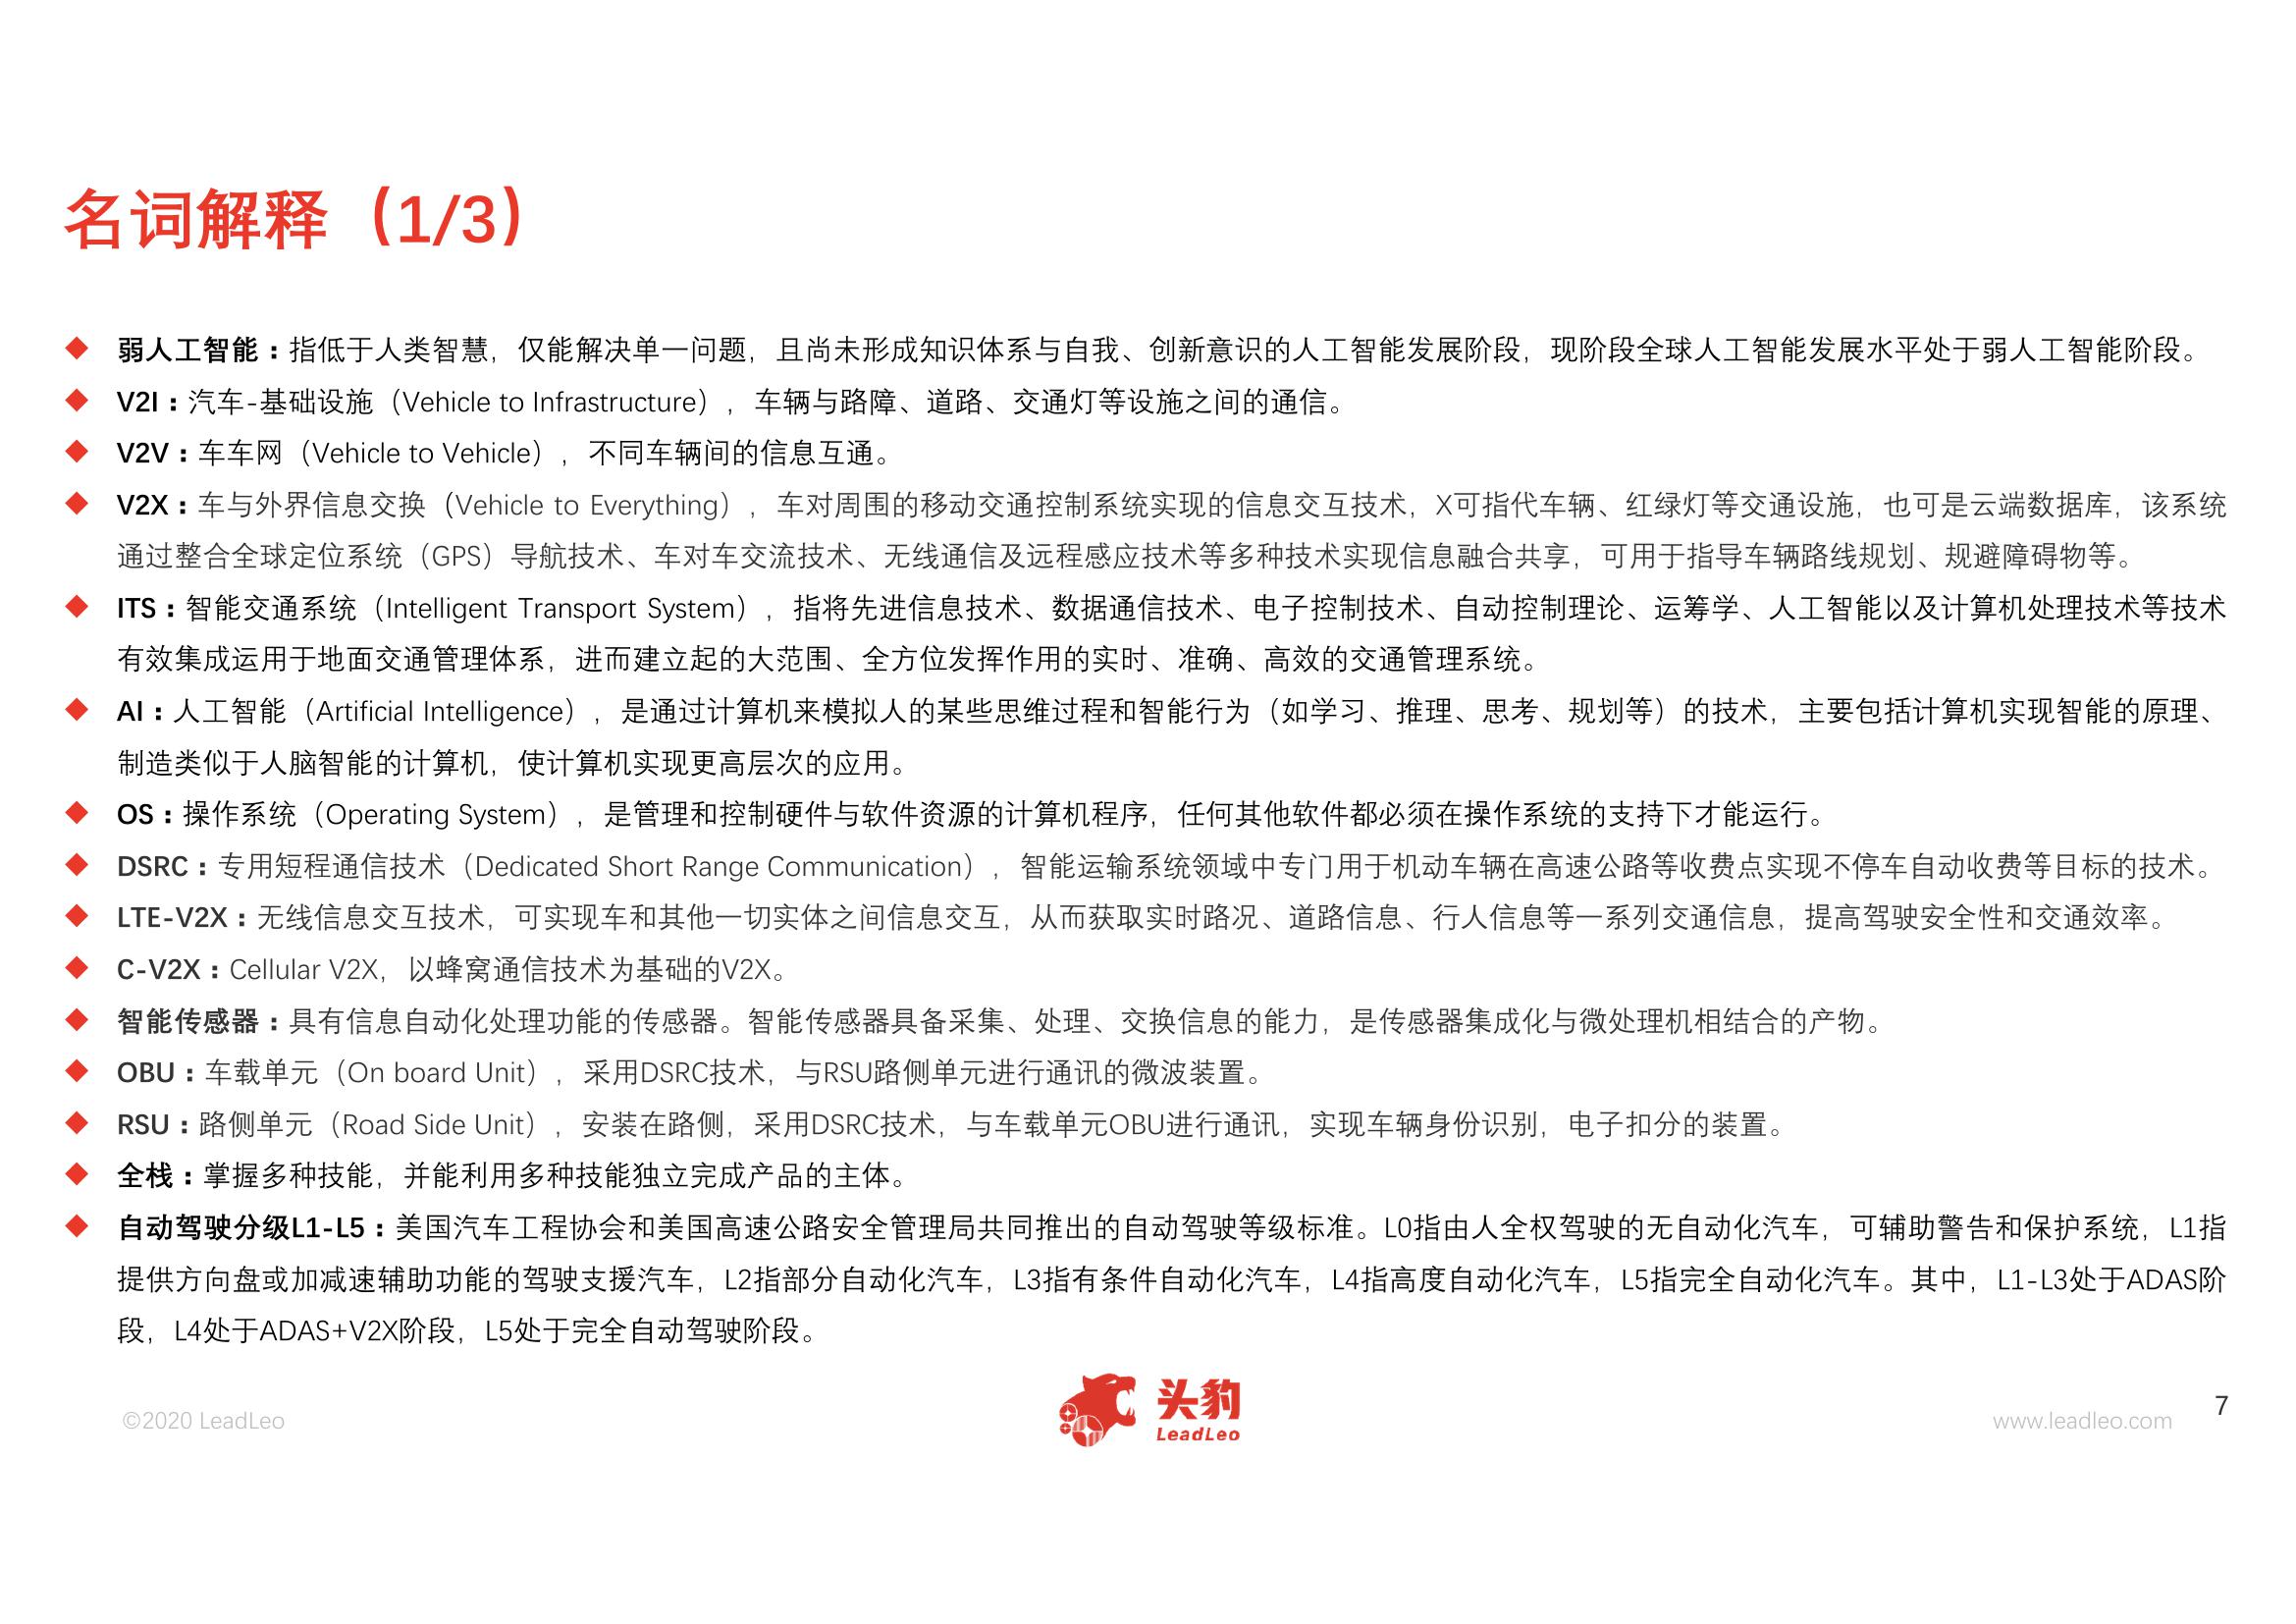 名词解释（1/3）
弱人工智能：指低于人类智慧，仅能解决单一问题，且尚未形成知识体系与自我、创新意识的人工智能发展阶段，现阶段全球人工智能发展水平处于弱人工智能阶段。
V2I：汽车-基础设施（Vehicle to Infrastructure），车辆与路障、道路、交通灯等设施之间的通信。
V2V：车车网（Vehicle to Vehicle），不同车辆间的信息互通。
V2X：车与外界信息交换（Vehicle to Everything），车对周围的移动交通控制系统实现的信息交互技术，X可指代车辆、红绿灯等交通设施，也可是云端数据库，该系统
通过整合全球定位系统（GPS）导航技术、车对车交流技术、无线通信及远程感应技术等多种技术实现信息融合共享，可用于指导车辆路线规划、规避障碍物等。
ITS：智能交通系统（Intelligent Transport System），指将先进信息技术、数据通信技术、电子控制技术、自动控制理论、运筹学、人工智能以及计算机处理技术等技术
有效集成运用于地面交通管理体系，进而建立起的大范围、全方位发挥作用的实时、准确、高效的交通管理系统。
AI：人工智能（Artificial Intelligence），是通过计算机来模拟人的某些思维过程和智能行为（如学习、推理、思考、规划等）的技术，主要包括计算机实现智能的原理、
制造类似于人脑智能的计算机，使计算机实现更高层次的应用。
OS：操作系统（Operating System），是管理和控制硬件与软件资源的计算机程序，任何其他软件都必须在操作系统的支持下才能运行。
DSRC：专用短程通信技术（Dedicated Short Range Communication），智能运输系统领域中专门用于机动车辆在高速公路等收费点实现不停车自动收费等目标的技术。
LTE-V2X：无线信息交互技术，可实现车和其他一切实体之间信息交互，从而获取实时路况、道路信息、行人信息等一系列交通信息，提高驾驶安全性和交通效率。
C-V2X：Cellular V2X，以蜂窝通信技术为基础的V2X。
智能传感器：具有信息自动化处理功能的传感器。智能传感器具备采集、处理、交换信息的能力，是传感器集成化与微处理机相结合的产物。
OBU：车载单元（On board Unit），采用DSRC技术，与RSU路侧单元进行通讯的微波装置。
RSU：路侧单元（Road Side Unit），安装在路侧，采用DSRC技术，与车载单元OBU进行通讯，实现车辆身份识别，电子扣分的装置。
全栈：掌握多种技能，并能利用多种技能独立完成产品的主体。
自动驾驶分级L1-L5：美国汽车工程协会和美国高速公路安全管理局共同推出的自动驾驶等级标准。L0指由人全权驾驶的无自动化汽车，可辅助警告和保护系统，L1指
提供方向盘或加减速辅助功能的驾驶支援汽车，L2指部分自动化汽车，L3指有条件自动化汽车，L4指高度自动化汽车，L5指完全自动化汽车。其中，L1-L3处于ADAS阶
段，L4处于ADAS+V2X阶段，L5处于完全自动驾驶阶段。
©2020 LeadLeo
头豹
LeadLeo
www.leadleo.com
7